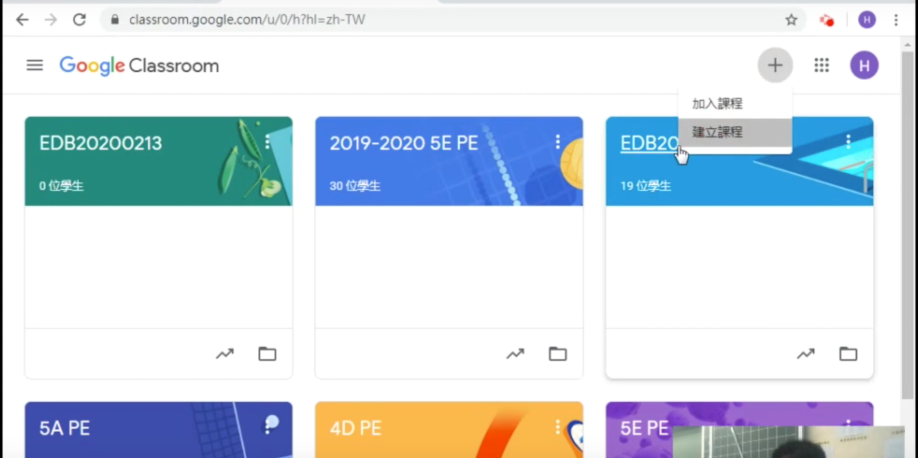 classroom.google.com/u/0/h?hl=zh-TW
H
Google Classroom
H
加入課程
建立課程
EDB20200213
0 位學生
2019-2020 5E PE
30 位學生
EDB20
19 位學生
5A PE
4D PE
5E PE